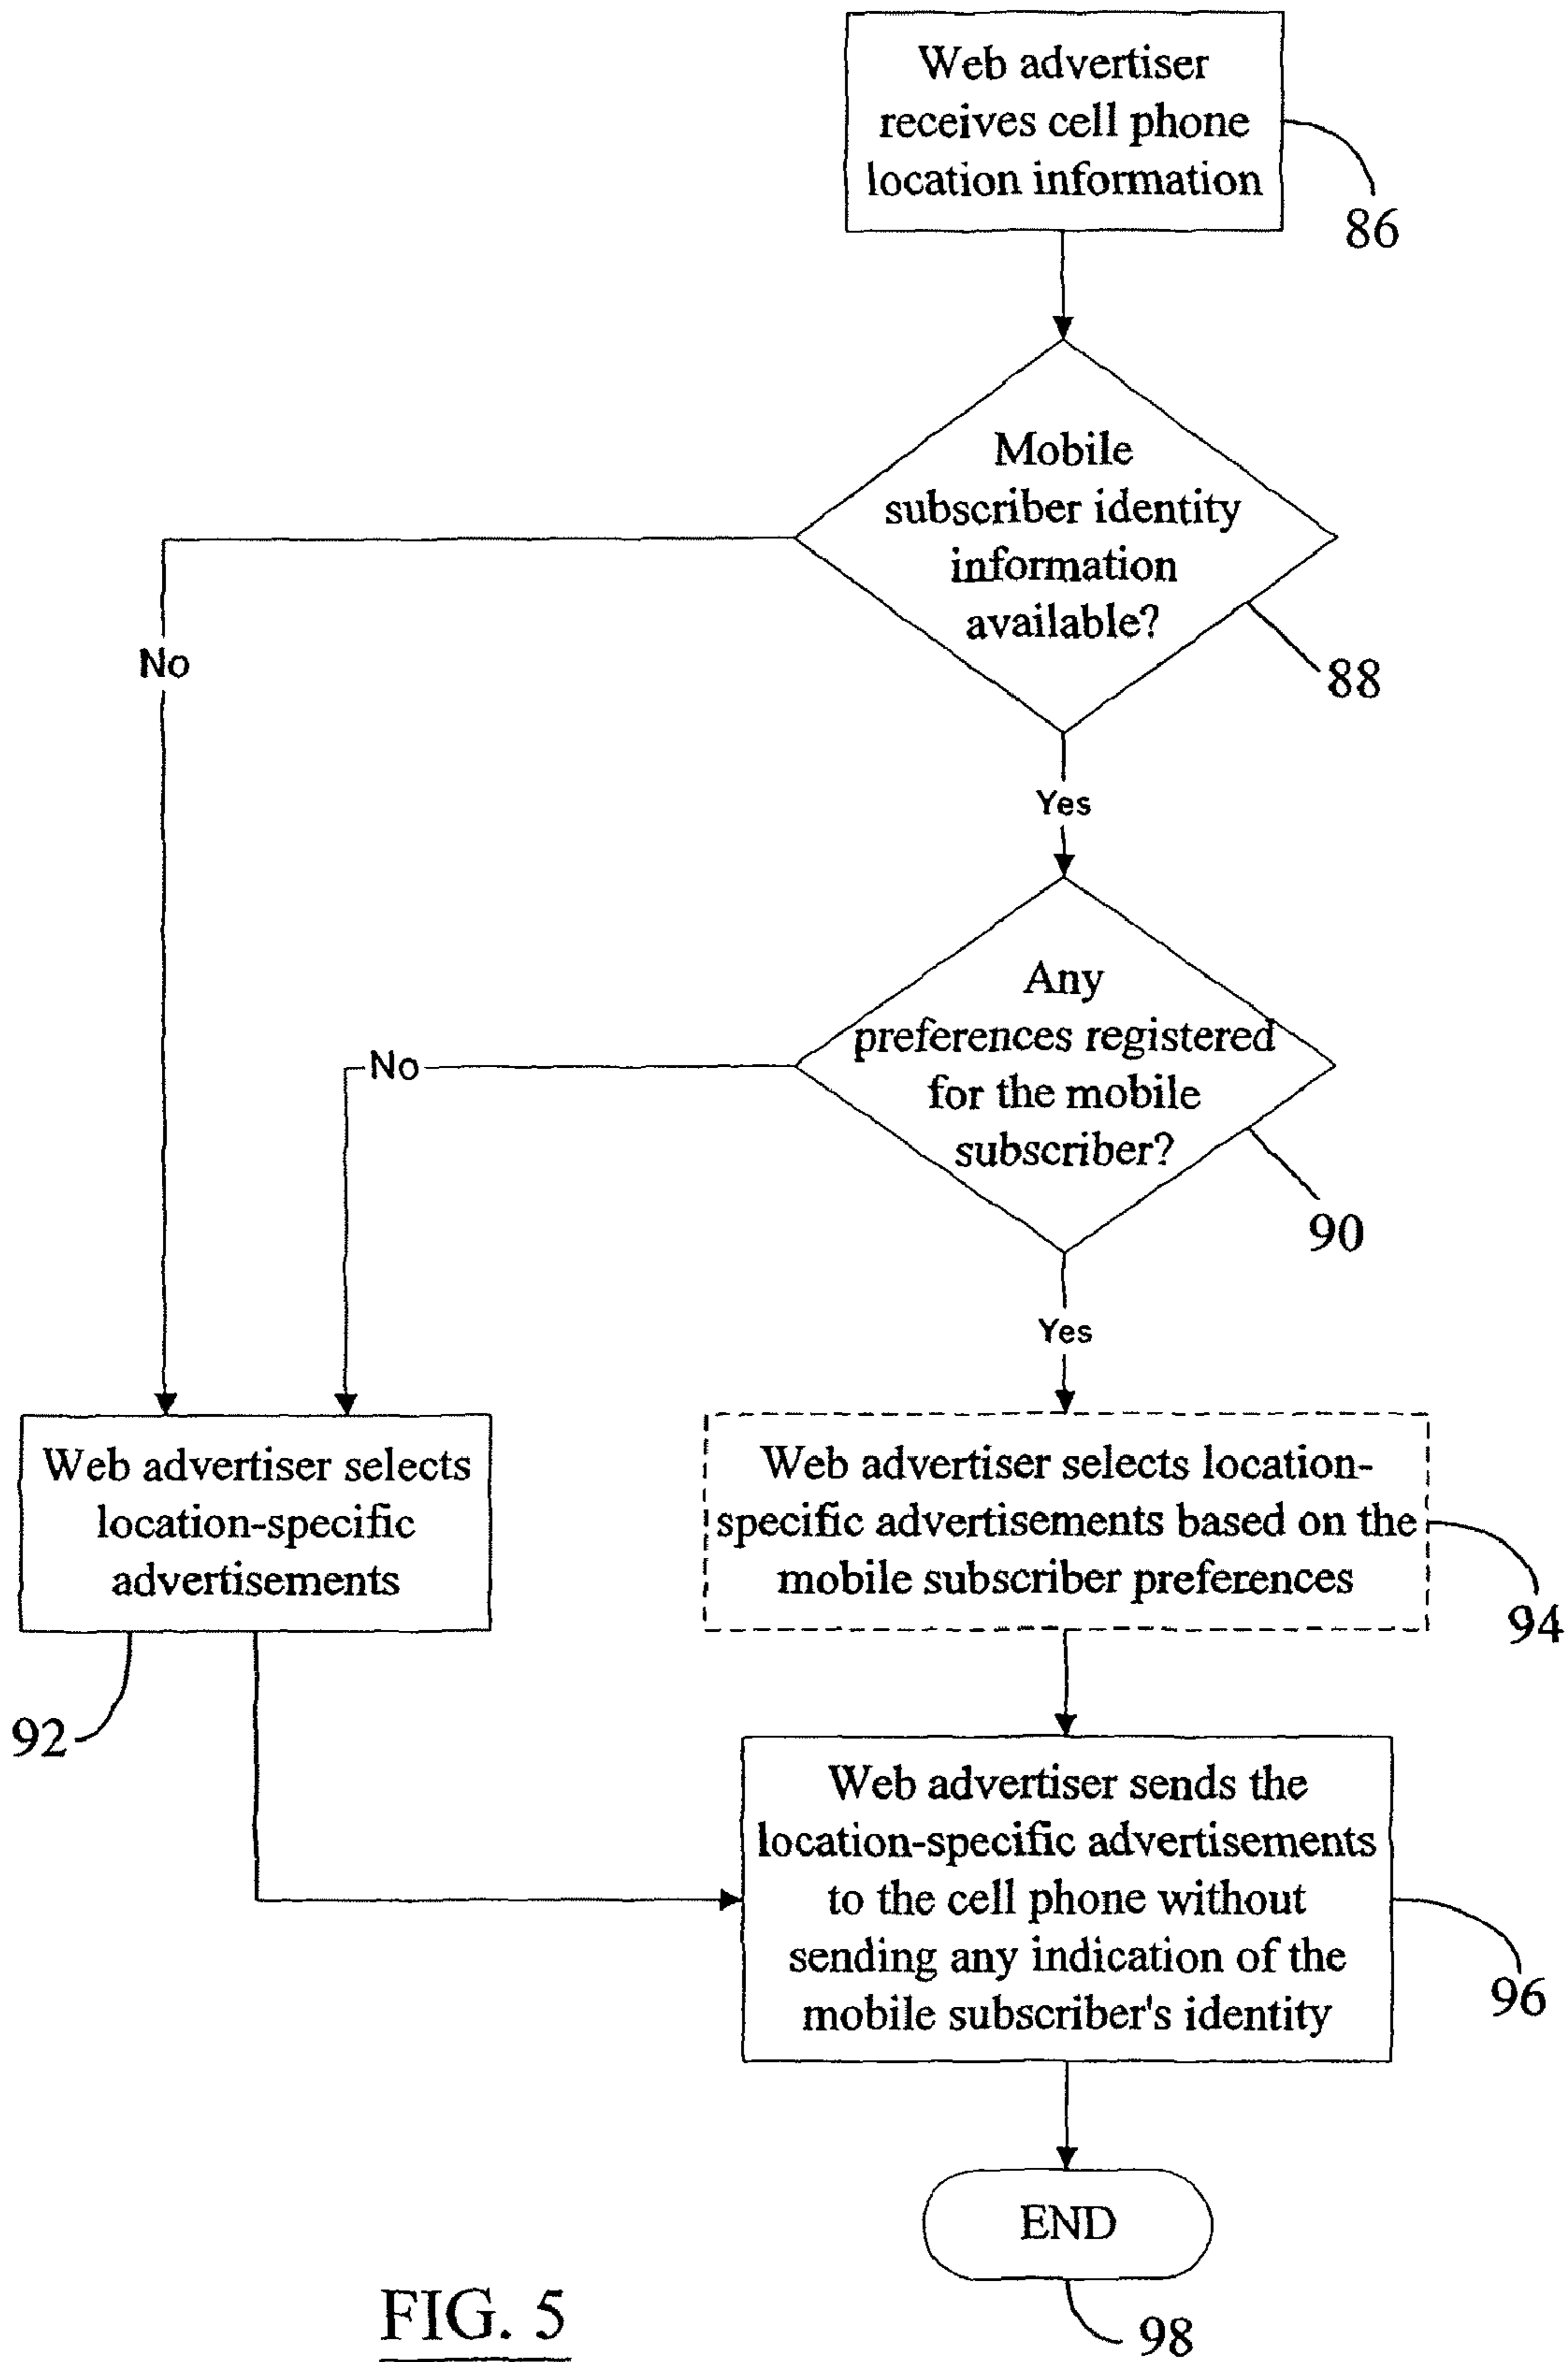 Web advertiser
receives cell phone
location information
86
Mobile
subscriber identity
information
available?
88
No
Yes
Any
preferences registered
for the mobile
subscriber?
90
No
Yes
Web advertiser selects
location-specific
advertisements
92
Web advertiser selects location-
specific advertisements based on the
mobile subscriber preferences
94
Web advertiser sends the
location-specific advertisements
to the cell phone without
sending any indication of the
mobile subscriber's identity
96
END
98
FIG. 5